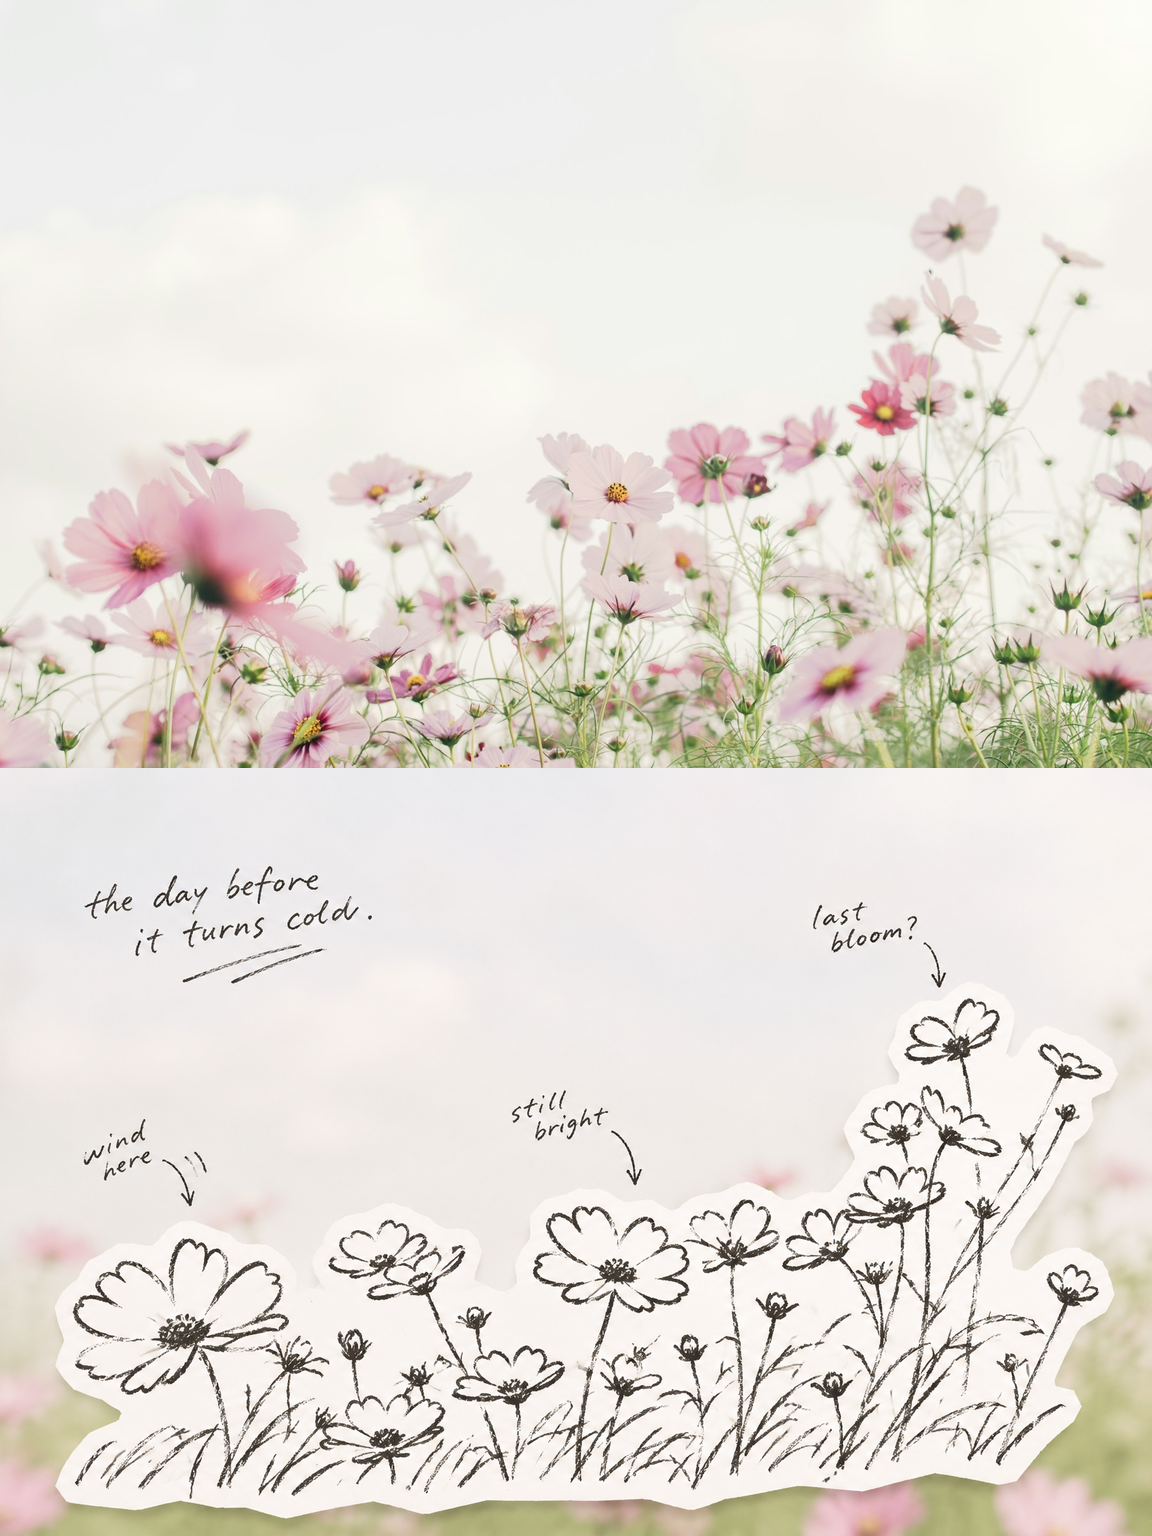 the day before
it turns cold.
last
bloom?
still
bright
wind
here